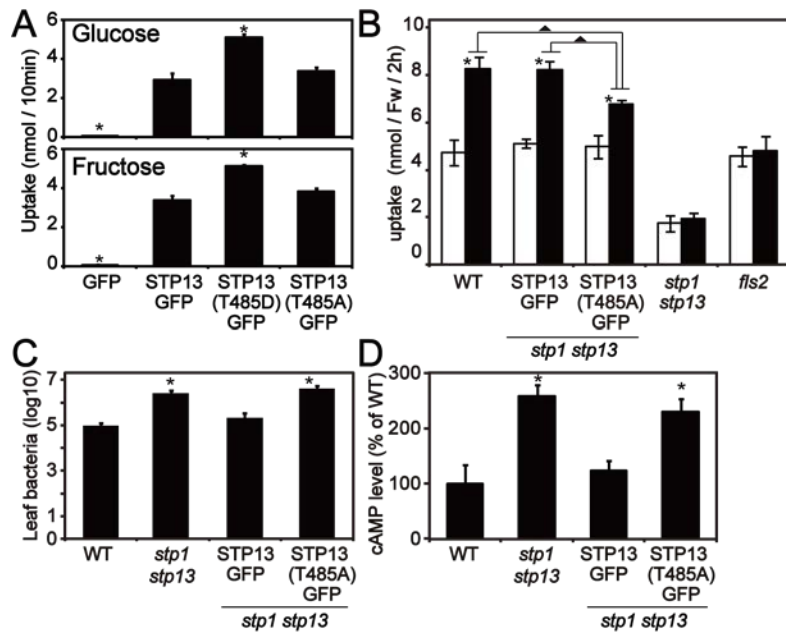 A
Glucose
6
4
2
0
*
*
Fructose
6
4
2
0
*
*
Uptake (nmol / 10min)
GFP
STP13
GFP
STP13
(T485D)
GFP
STP13
(T485A)
GFP
B
10
8
6
4
2
0
uptake (nmol / Fw / 2h)
*
*
*
WT
STP13
GFP
STP13
(T485A)
GFP
stp1
stp13
fls2
stp1 stp13
C
7
5
3
1
0
Leaf bacteria (log10)
*
*
WT
stp1
stp13
STP13
GFP
STP13
(T485A)
GFP
stp1 stp13
D
300
200
100
0
cAMP level (% of WT)
*
*
WT
stp1
stp13
STP13
GFP
STP13
(T485A)
GFP
stp1 stp13